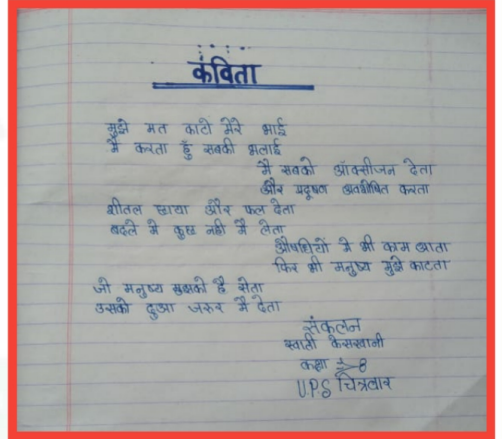 कविता
मुझे मत काटो मेरे भाई
मै करता हूँ सबकी भलाई
मै सबको ऑक्सीजन देता
और प्रदूषण अवशोषित करता
शीतल छाया और फल देता
बदले मे कुछ नही मै लेता
औषधियों मे भी काम आता
फिर भी मनुष्य मुझे काटता
जो मनुष्य मुझको है सेता
उसको दुआ जरुर मै देता
संकलन
स्वाती केसरवानी
कक्षा 8
U.P.S चित्रवार